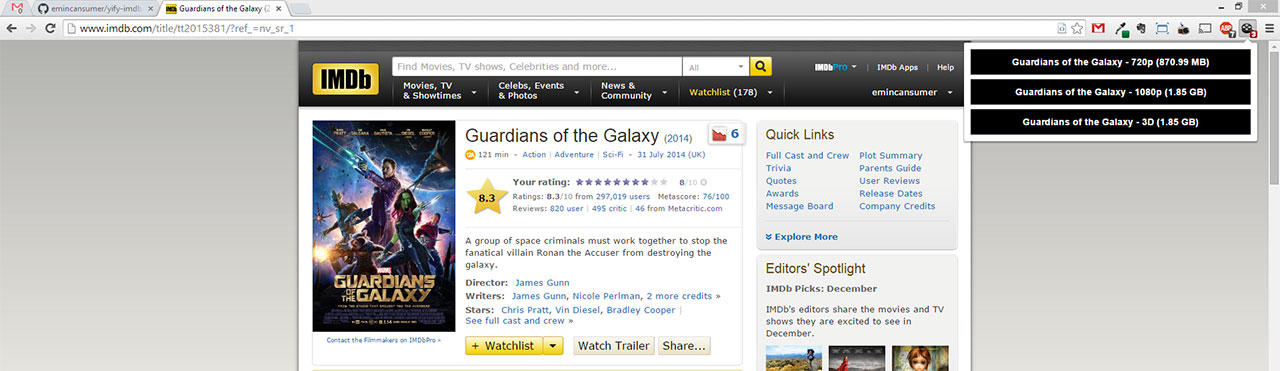 emincansumer/yify-imdb
Guardians of the Galaxy (2
www.imdb.com/title/tt2015381/?ref_=nv_sr_1
ABP
7
3
Guardians of the Galaxy - 720p (870.99 MB)
Guardians of the Galaxy - 1080p (1.85 GB)
Guardians of the Galaxy - 3D (1.85 GB)
IMDb
Find Movies, TV shows, Celebrities and more...
All
IMDbPro
IMDb Apps
Help
Movies, TV
& Showtimes
Celebs, Events
& Photos
News &
Community
Watchlist (178)
emincansumer
MARVEL
GUARDIANS
OF THE GALAXY
Contact the Filmmakers on IMDbPro »
Guardians of the Galaxy (2014)
6
121 min - Action | Adventure | Sci-Fi - 31 July 2014 (UK)
8.3
Your rating: 8/10
Ratings: 8.3/10 from 297,019 users Metascore: 76/100
Reviews: 820 user | 495 critic | 46 from Metacritic.com
A group of space criminals must work together to stop the
fanatical villain Ronan the Accuser from destroying the
galaxy.
Director: James Gunn
Writers: James Gunn, Nicole Perlman, 2 more credits »
Stars: Chris Pratt, Vin Diesel, Bradley Cooper |
See full cast and crew »
+ Watchlist
Watch Trailer
Share...
Quick Links
Full Cast and Crew
Plot Summary
Trivia
Parents Guide
Quotes
User Reviews
Awards
Release Dates
Message Board
Company Credits
Explore More
Editors' Spotlight
IMDb Picks: December
IMDb's editors share the movies and TV
shows they are excited to see in
December.